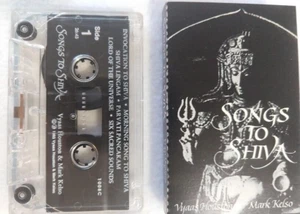 Side
1
INVOCATION TO SHIVA • MORNING SONG TO SHIVA
SHIVA LINGAM • PARVATI PANCAKAM
LORD OF THE UNIVERSE • SIX SACRED SOUNDS
SONGS TO SHIVA
Vyaas Houston & Mark Kelso
SONGS
TO
SHIVA
Vyaas Houston Mark Kelso